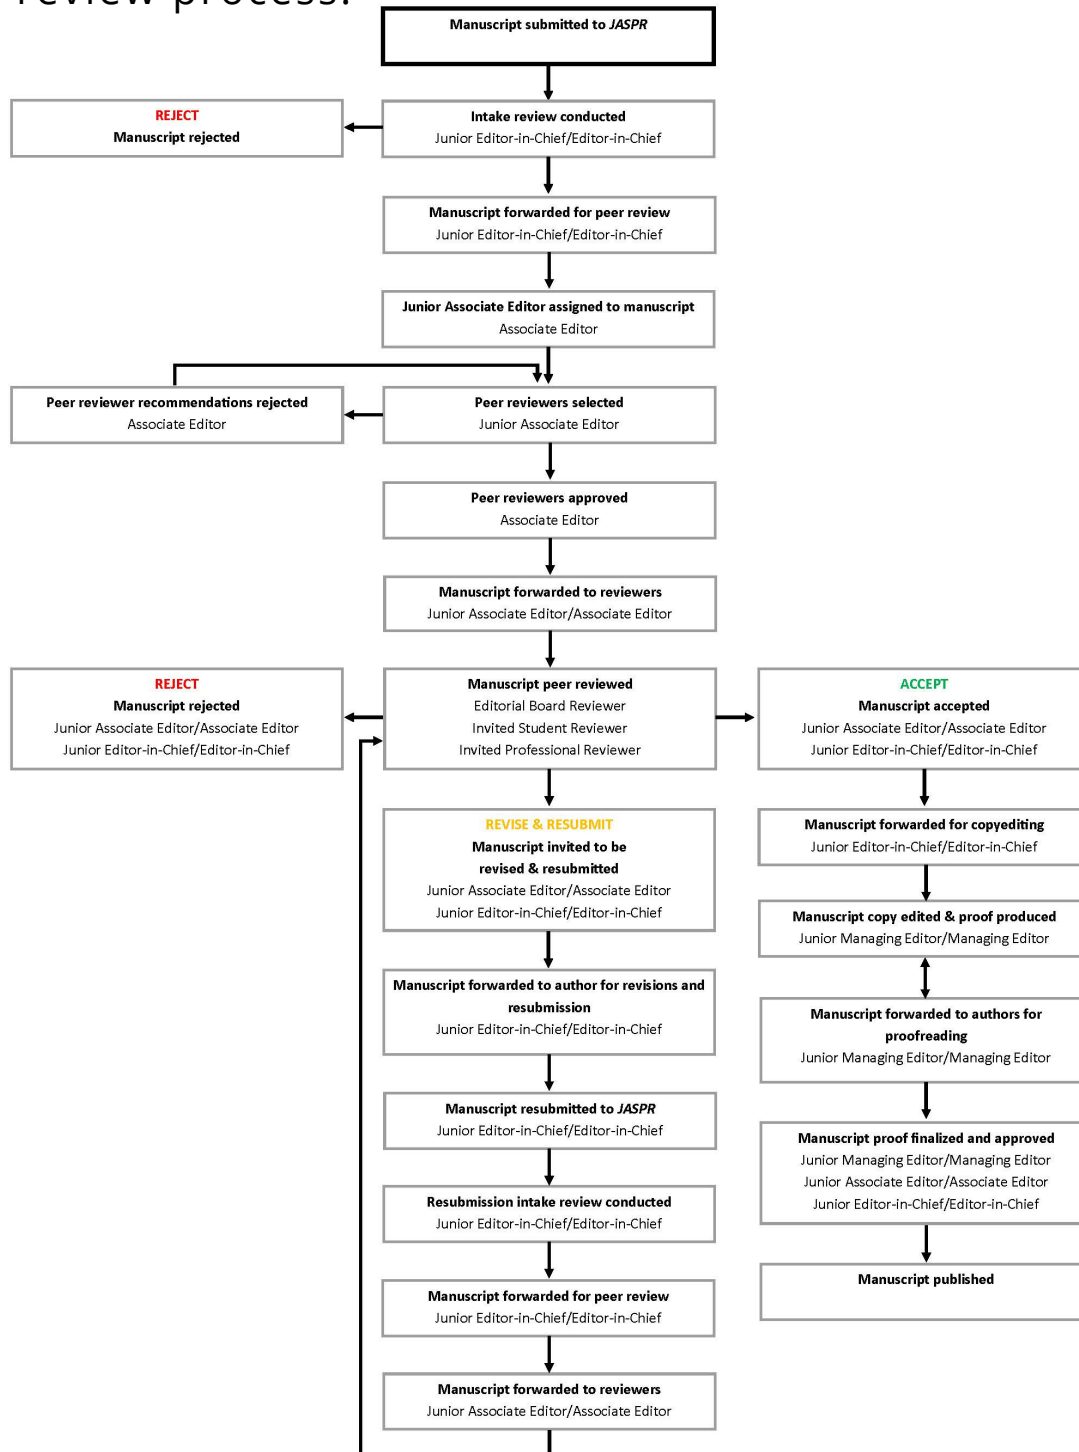 review process.
Manuscript submitted to JASPR
REJECT
Manuscript rejected
Intake review conducted
Junior Editor-in-Chief/Editor-in-Chief
Manuscript forwarded for peer review
Junior Editor-in-Chief/Editor-in-Chief
Junior Associate Editor assigned to manuscript
Associate Editor
Peer reviewer recommendations rejected
Associate Editor
Peer reviewers selected
Junior Associate Editor
Peer reviewers approved
Associate Editor
Manuscript forwarded to reviewers
Junior Associate Editor/Associate Editor
REJECT
Manuscript rejected
Junior Associate Editor/Associate Editor
Junior Editor-in-Chief/Editor-in-Chief
Manuscript peer reviewed
Editorial Board Reviewer
Invited Student Reviewer
Invited Professional Reviewer
ACCEPT
Manuscript accepted
Junior Associate Editor/Associate Editor
Junior Editor-in-Chief/Editor-in-Chief
REVISE & RESUBMIT
Manuscript invited to be
revised & resubmitted
Junior Associate Editor/Associate Editor
Junior Editor-in-Chief/Editor-in-Chief
Manuscript forwarded to author for revisions and
resubmission
Junior Editor-in-Chief/Editor-in-Chief
Manuscript resubmitted to JASPR
Junior Editor-in-Chief/Editor-in-Chief
Resubmission intake review conducted
Junior Editor-in-Chief/Editor-in-Chief
Manuscript forwarded for peer review
Junior Editor-in-Chief/Editor-in-Chief
Manuscript forwarded to reviewers
Junior Associate Editor/Associate Editor
Manuscript forwarded for copyediting
Junior Editor-in-Chief/Editor-in-Chief
Manuscript copy edited & proof produced
Junior Managing Editor/Managing Editor
Manuscript forwarded to authors for
proofreading
Junior Managing Editor/Managing Editor
Manuscript proof finalized and approved
Junior Managing Editor/Managing Editor
Junior Associate Editor/Associate Editor
Junior Editor-in-Chief/Editor-in-Chief
Manuscript published